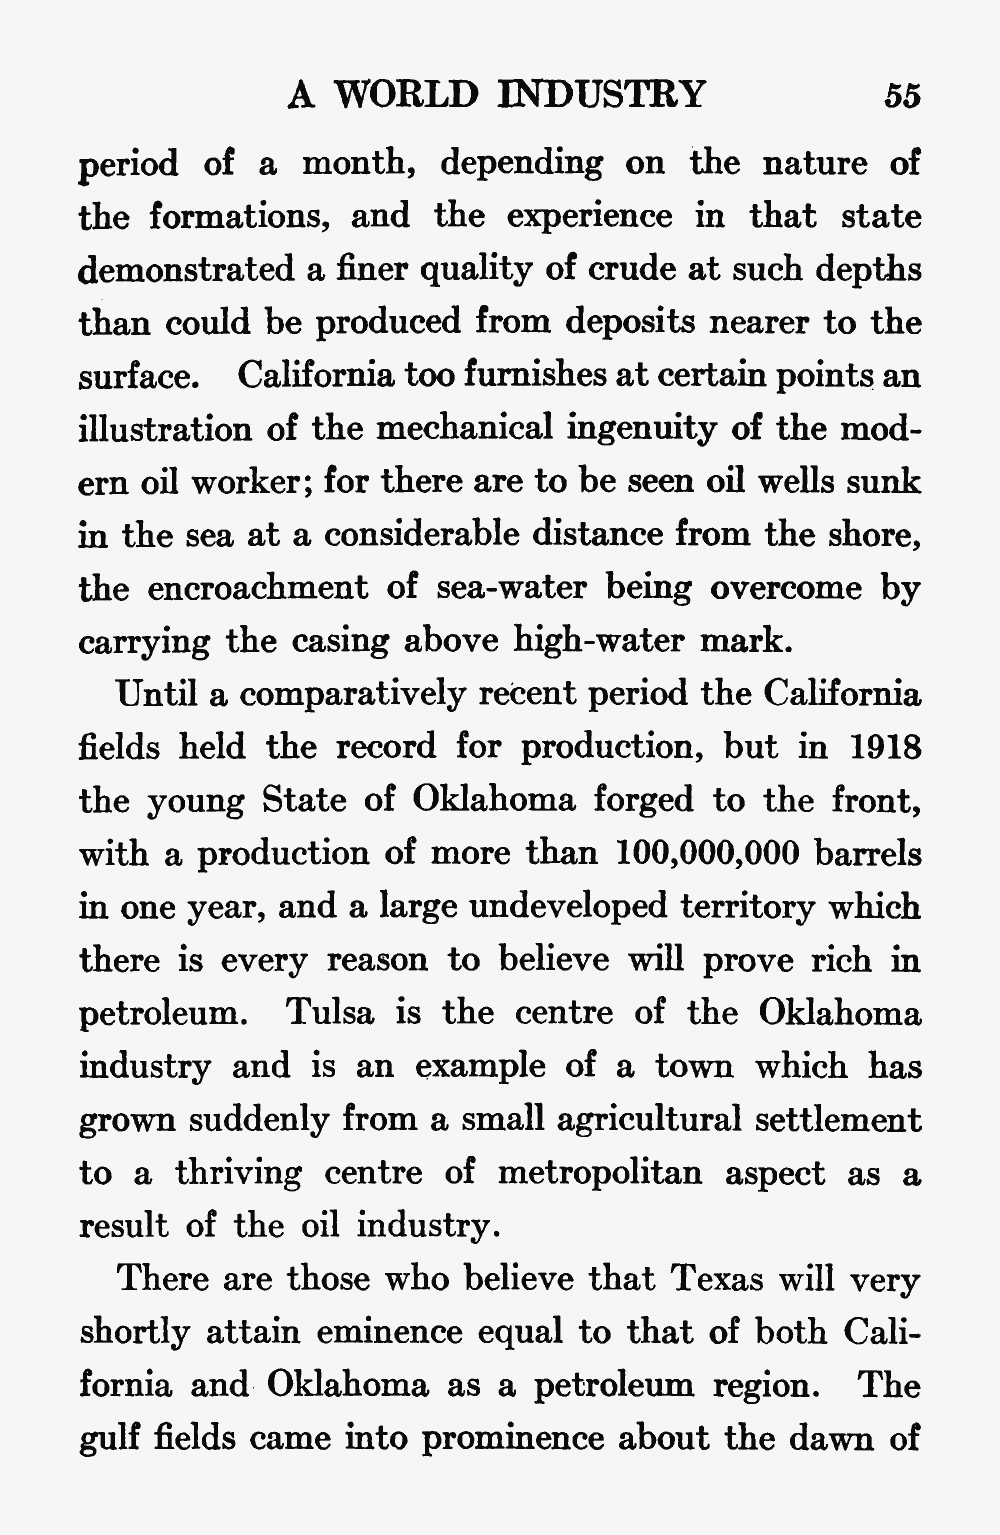 A WORLD INDUSTRY 55
period of a month, depending on the nature of
the formations, and the experience in that state
demonstrated a finer quality of crude at such depths
than could be produced from deposits nearer to the
surface. California too furnishes at certain points an
illustration of the mechanical ingenuity of the mod-
ern oil worker; for there are to be seen oil wells sunk
in the sea at a considerable distance from the shore,
the encroachment of sea-water being overcome by
carrying the casing above high-water mark.
Until a comparatively recent period the California
fields held the record for production, but in 1918
the young State of Oklahoma forged to the front,
with a production of more than 100,000,000 barrels
in one year, and a large undeveloped territory which
there is every reason to believe will prove rich in
petroleum. Tulsa is the centre of the Oklahoma
industry and is an example of a town which has
grown suddenly from a small agricultural settlement
to a thriving centre of metropolitan aspect as a
result of the oil industry.
There are those who believe that Texas will very
shortly attain eminence equal to that of both Cali-
fornia and Oklahoma as a petroleum region. The
gulf fields came into prominence about the dawn of